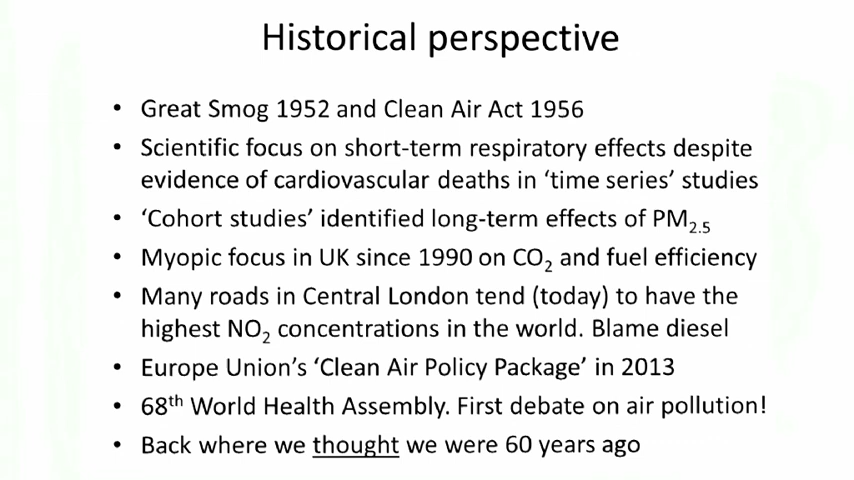 Historical perspective
• Great Smog 1952 and Clean Air Act 1956
• Scientific focus on short-term respiratory effects despite
evidence of cardiovascular deaths in ‘time series’ studies
• ‘Cohort studies’ identified long-term effects of PM2.5
• Myopic focus in UK since 1990 on CO2 and fuel efficiency
• Many roads in Central London tend (today) to have the
highest NO2 concentrations in the world. Blame diesel
• Europe Union’s ‘Clean Air Policy Package’ in 2013
• 68th World Health Assembly. First debate on air pollution!
• Back where we thought we were 60 years ago